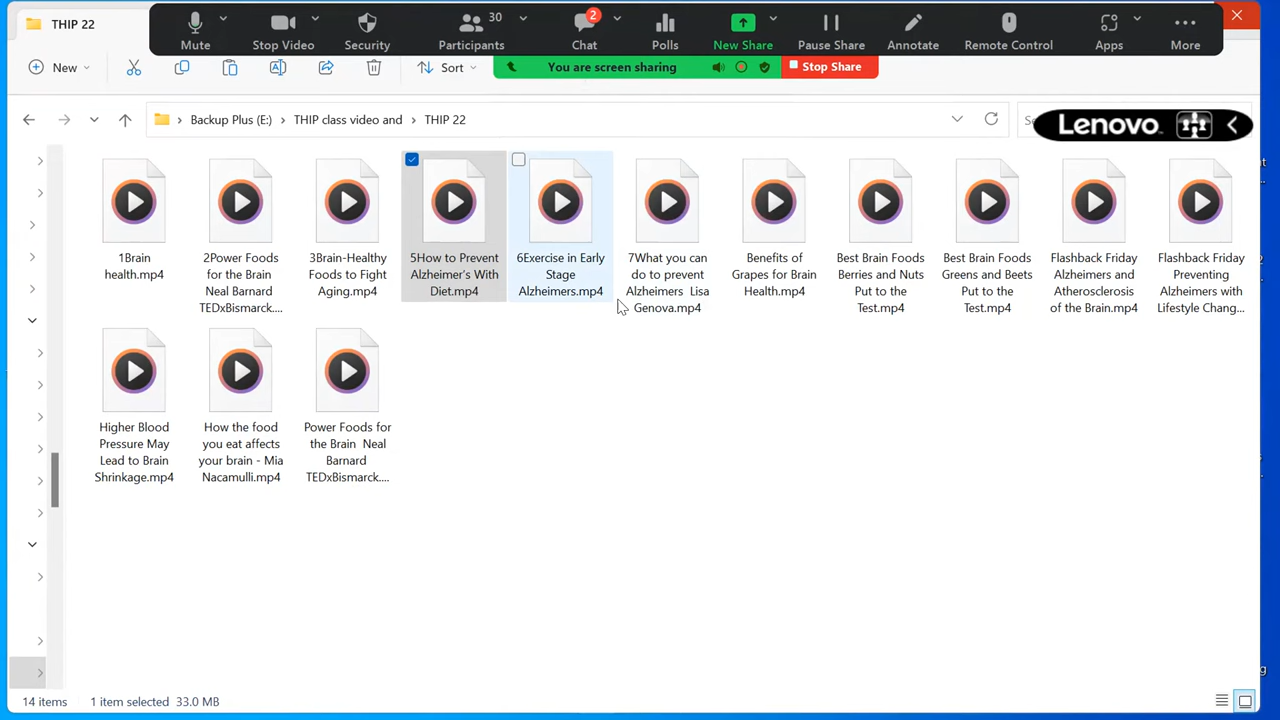 THIP 22
Mute
Stop Video
Security
30
Participants
2
Chat
Polls
New Share
Pause Share
Annotate
Remote Control
Apps
More
New
Sort
You are screen sharing
Stop Share
Backup Plus (E:)
THIP class video and
THIP 22
Lenovo
1Brain
health.mp4
2Power Foods
for the Brain
Neal Barnard
TEDxBismarck....
3Brain-Healthy
Foods to Fight
Aging.mp4
5How to Prevent
Alzheimer's With
Diet.mp4
6Exercise in Early
Stage
Alzheimers.mp4
7What you can
do to prevent
Alzheimers Lisa
Genova.mp4
Benefits of
Grapes for Brain
Health.mp4
Best Brain Foods
Berries and Nuts
Put to the
Test.mp4
Best Brain Foods
Greens and Beets
Put to the
Test.mp4
Flashback Friday
Alzheimers and
Atherosclerosis
of the Brain.mp4
Flashback Friday
Preventing
Alzheimers with
Lifestyle Chang...
Higher Blood
Pressure May
Lead to Brain
Shrinkage.mp4
How the food
you eat affects
your brain - Mia
Nacamulli.mp4
Power Foods for
the Brain Neal
Barnard
TEDxBismarck....
14 items
1 item selected 33.0 MB